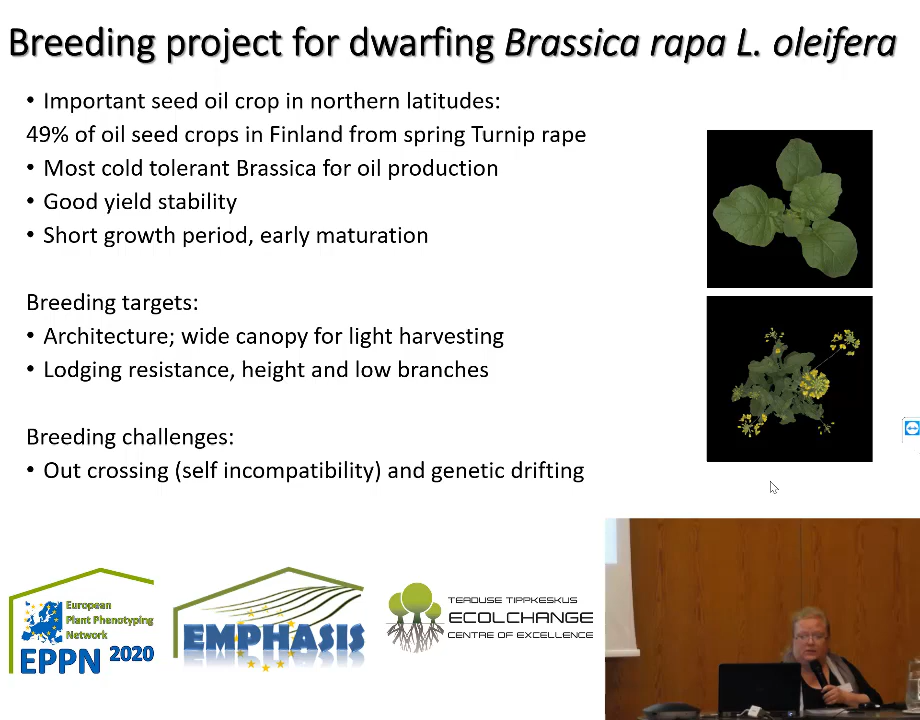 Breeding project for dwarfing Brassica rapa L. oleifera
• Important seed oil crop in northern latitudes:
49% of oil seed crops in Finland from spring Turnip rape
• Most cold tolerant Brassica for oil production
• Good yield stability
• Short growth period, early maturation
Breeding targets:
• Architecture; wide canopy for light harvesting
• Lodging resistance, height and low branches
Breeding challenges:
• Out crossing (self incompatibility) and genetic drifting
European
Plant Phenotyping
Network
EPPN 2020
EMPHASIS
TEADUSE TIPPKESKUS
ECOLCHANGE
CENTRE OF EXCELLENCE